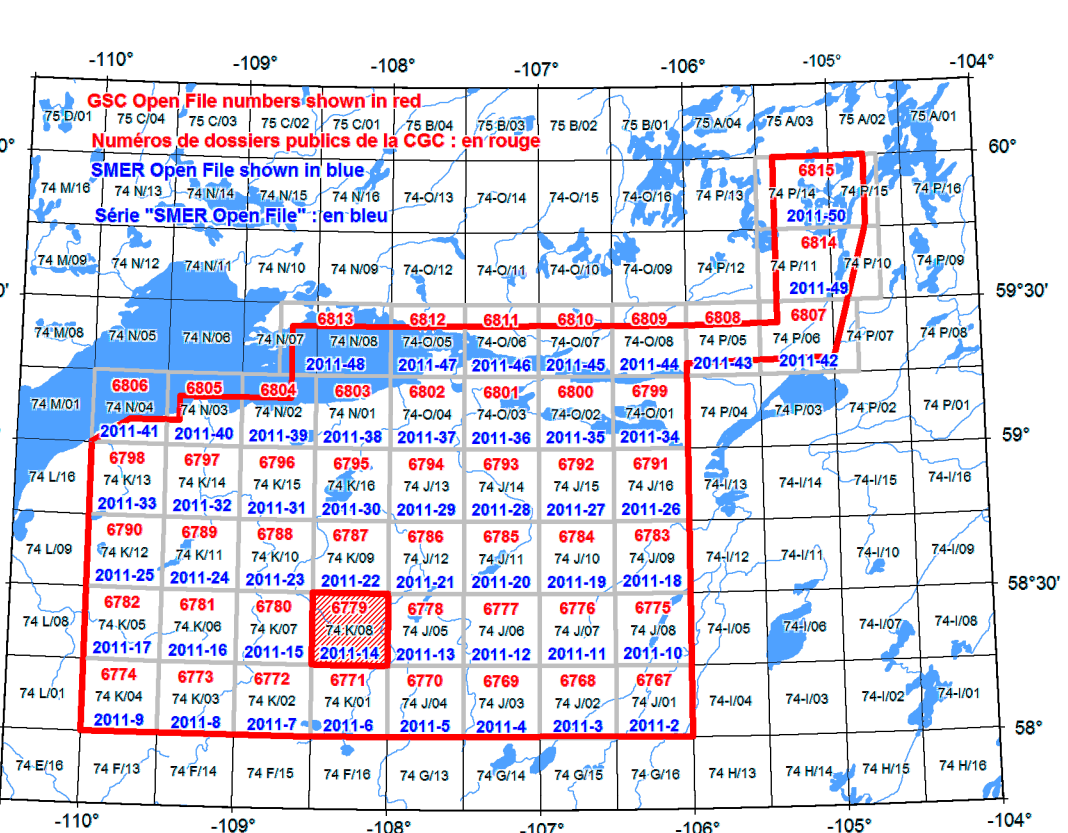 -110° -109° -108° -107° -106° -105° -104°
GSC Open File numbers shown in red
75 D/01 75 C/04 75 C/03 75 C/02 75 C/01 75 B/04 75 B/03 75 B/02 75 B/01 75 A/04 75 A/03 75 A/02 75 A/01
Numéros de dossiers publics de la CGC : en rouge
0° 60°
SMER Open File shown in blue
6815
74 M/16 74 N/13 74 N/14 74 N/15 74 N/16 74-O/13 74-O/14 74-O/15 74-O/16 74 P/13 74 P/14 74 P/15 74 P/16
Série "SMER Open File" : en bleu
2011-50
6814
74 M/09 74 N/12 74 N/11 74 N/10 74 N/09 74-O/12 74-O/11 74-O/10 74-O/09 74 P/12 74 P/11 74 P/10 74 P/09
2011-49
0' 59°30'
6813 6812 6811 6810 6809 6808 6807
74 M/08 74 N/05 74 N/06 74 N/07 74 N/08 74-O/05 74-O/06 74-O/07 74-O/08 74 P/05 74 P/06 74 P/07 74 P/08
2011-48 2011-47 2011-46 2011-45 2011-44 2011-43 2011-42
6806 6805 6804 6803 6802 6801 6800 6799
74 M/01 74 N/04 74 N/03 74 N/02 74 N/01 74-O/04 74-O/03 74-O/02 74-O/01 74 P/04 74 P/03 74 P/02 74 P/01
2011-41 2011-40 2011-39 2011-38 2011-37 2011-36 2011-35 2011-34
59°
6798 6797 6796 6795 6794 6793 6792 6791
74 L/16 74 K/13 74 K/14 74 K/15 74 K/16 74 J/13 74 J/14 74 J/15 74 J/16 74-I/13 74-I/14 74-I/15 74-I/16
2011-33 2011-32 2011-31 2011-30 2011-29 2011-28 2011-27 2011-26
6790 6789 6788 6787 6786 6785 6784 6783
74 L/09 74 K/12 74 K/11 74 K/10 74 K/09 74 J/12 74 J/11 74 J/10 74 J/09 74-I/12 74-I/11 74-I/10 74-I/09
2011-25 2011-24 2011-23 2011-22 2011-21 2011-20 2011-19 2011-18
58°30'
6782 6781 6780 6779 6778 6777 6776 6775
74 L/08 74 K/05 74 K/06 74 K/07 74 K/08 74 J/05 74 J/06 74 J/07 74 J/08 74-I/05 74-I/06 74-I/07 74-I/08
2011-17 2011-16 2011-15 2011-14 2011-13 2011-12 2011-11 2011-10
6774 6773 6772 6771 6770 6769 6768 6767
74 L/01 74 K/04 74 K/03 74 K/02 74 K/01 74 J/04 74 J/03 74 J/02 74 J/01 74-I/04 74-I/03 74-I/02 74-I/01
2011-9 2011-8 2011-7 2011-6 2011-5 2011-4 2011-3 2011-2
58°
74 E/16 74 F/13 74 F/14 74 F/15 74 F/16 74 G/13 74 G/14 74 G/15 74 G/16 74 H/13 74 H/14 74 H/15 74 H/16
-110° -109° -108° -107° -106° -105° -104°